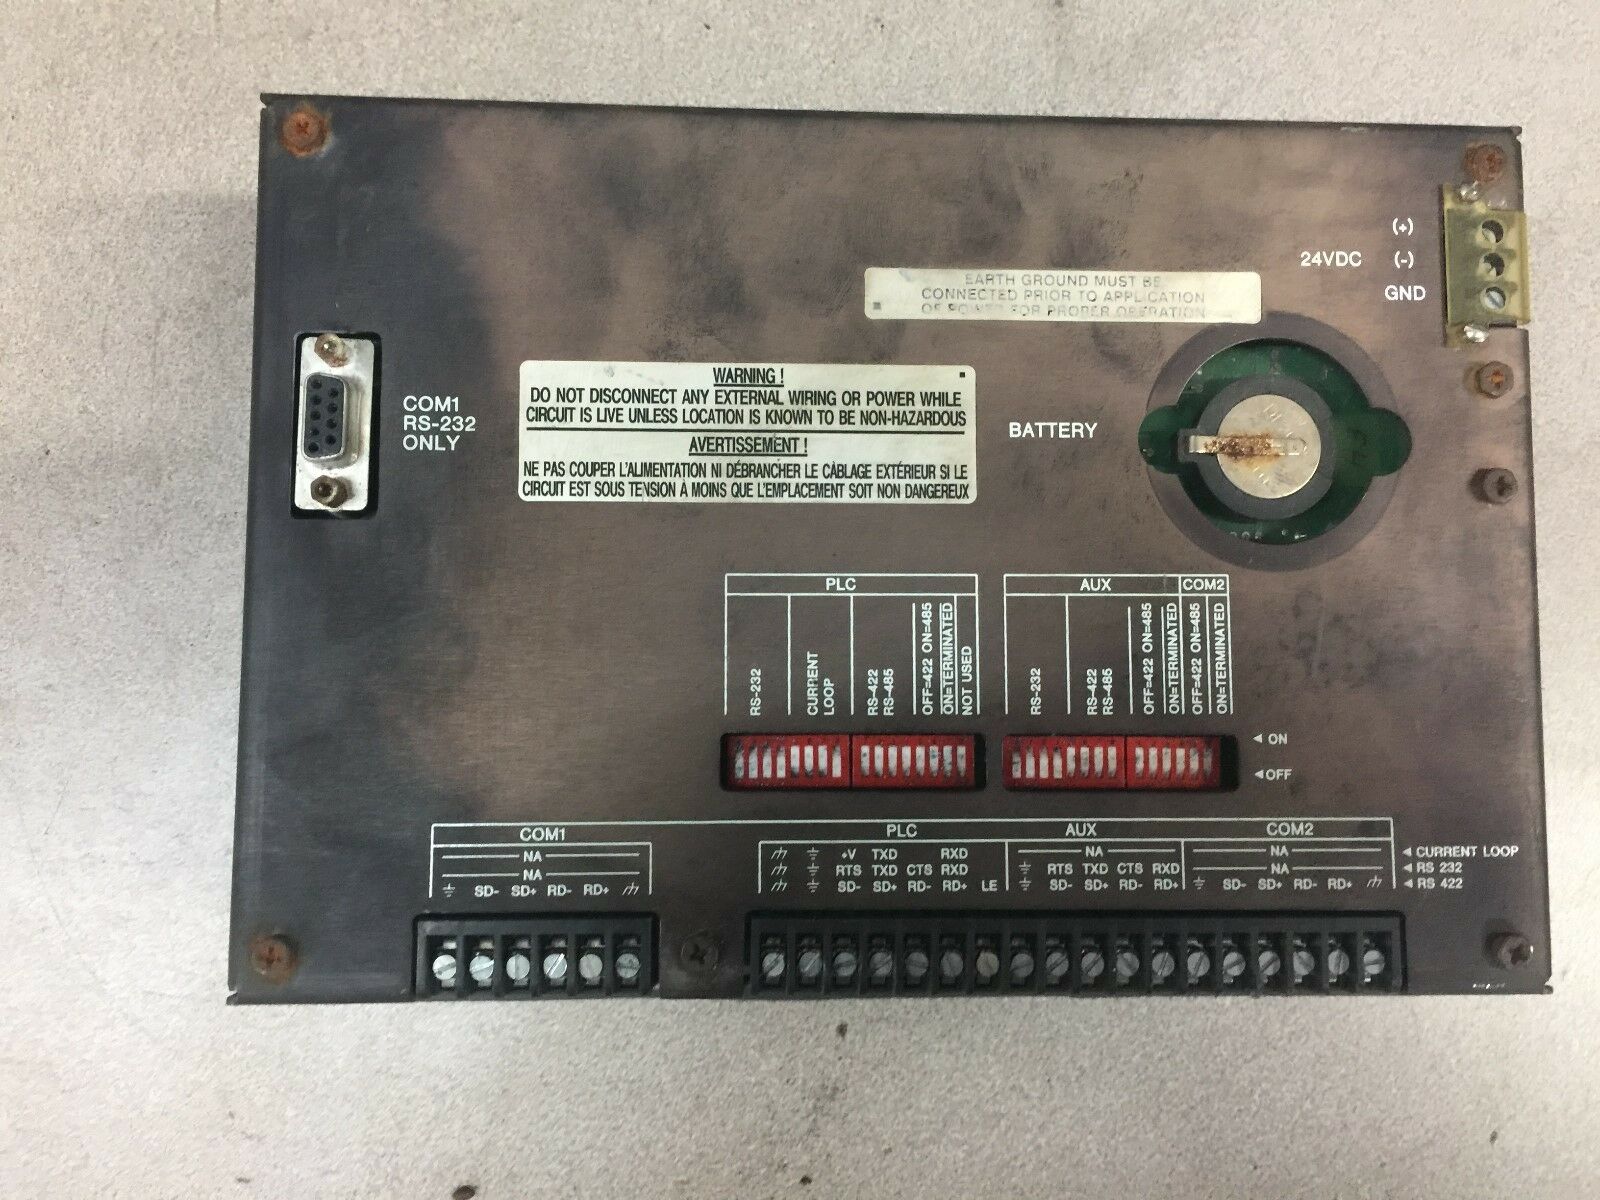 (+)
24VDC (-)
GND
EARTH GROUND MUST BE
CONNECTED PRIOR TO APPLICATION
OF POWER FOR PROPER OPERATION
COM1
RS-232
ONLY
WARNING !
DO NOT DISCONNECT ANY EXTERNAL WIRING OR POWER WHILE
CIRCUIT IS LIVE UNLESS LOCATION IS KNOWN TO BE NON-HAZARDOUS
AVERTISSEMENT !
NE PAS COUPER L'ALIMENTATION NI DÉBRANCHER LE CÂBLAGE EXTÉRIEUR SI LE
CIRCUIT EST SOUS TENSION À MOINS QUE L'EMPLACEMENT SOIT NON DANGEREUX
BATTERY
PLC
RS-232
CURRENT
LOOP
RS-422
RS-485
OFF=422 ON=485
ON=TERMINATED
NOT USED
AUX COM2
RS-232
RS-422
RS-485
OFF=422 ON=485
ON=TERMINATED
OFF=422 ON=485
ON=TERMINATED
◄ ON
◄ OFF
COM1
NA
NA
SD- SD+ RD- RD+
PLC AUX COM2
+V TXD RXD NA NA ◄ CURRENT LOOP
RTS TXD CTS RXD RTS TXD CTS RXD NA ◄ RS 232
SD- SD+ RD- RD+ LE SD- SD+ RD- RD+ SD- SD+ RD- RD+ ◄ RS 422